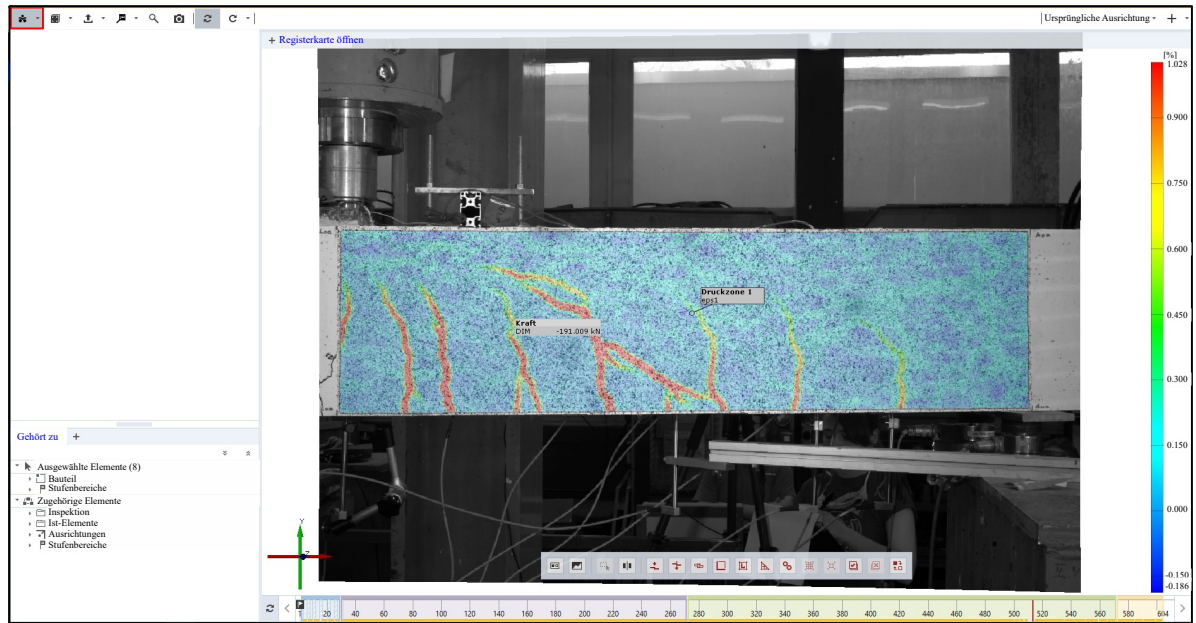 Ursprüngliche Ausrichtung
+ Registerkarte öffnen
[%]
1.028
0.900
0.750
0.600
0.450
0.300
0.150
0.000
-0.150
-0.186
Druckzone 1
eps1
Kraft
DIM -191.009 kN
Gehört zu +
Ausgewählte Elemente (8)
Bauteil
Stufenbereiche
Zugehörige Elemente
Inspektion
Ist-Elemente
Ausrichtungen
Stufenbereiche
Y
Z
1 20 40 60 80 100 120 140 160 180 200 220 240 260 280 300 320 340 360 380 400 420 440 460 480 500 520 540 560 580 604